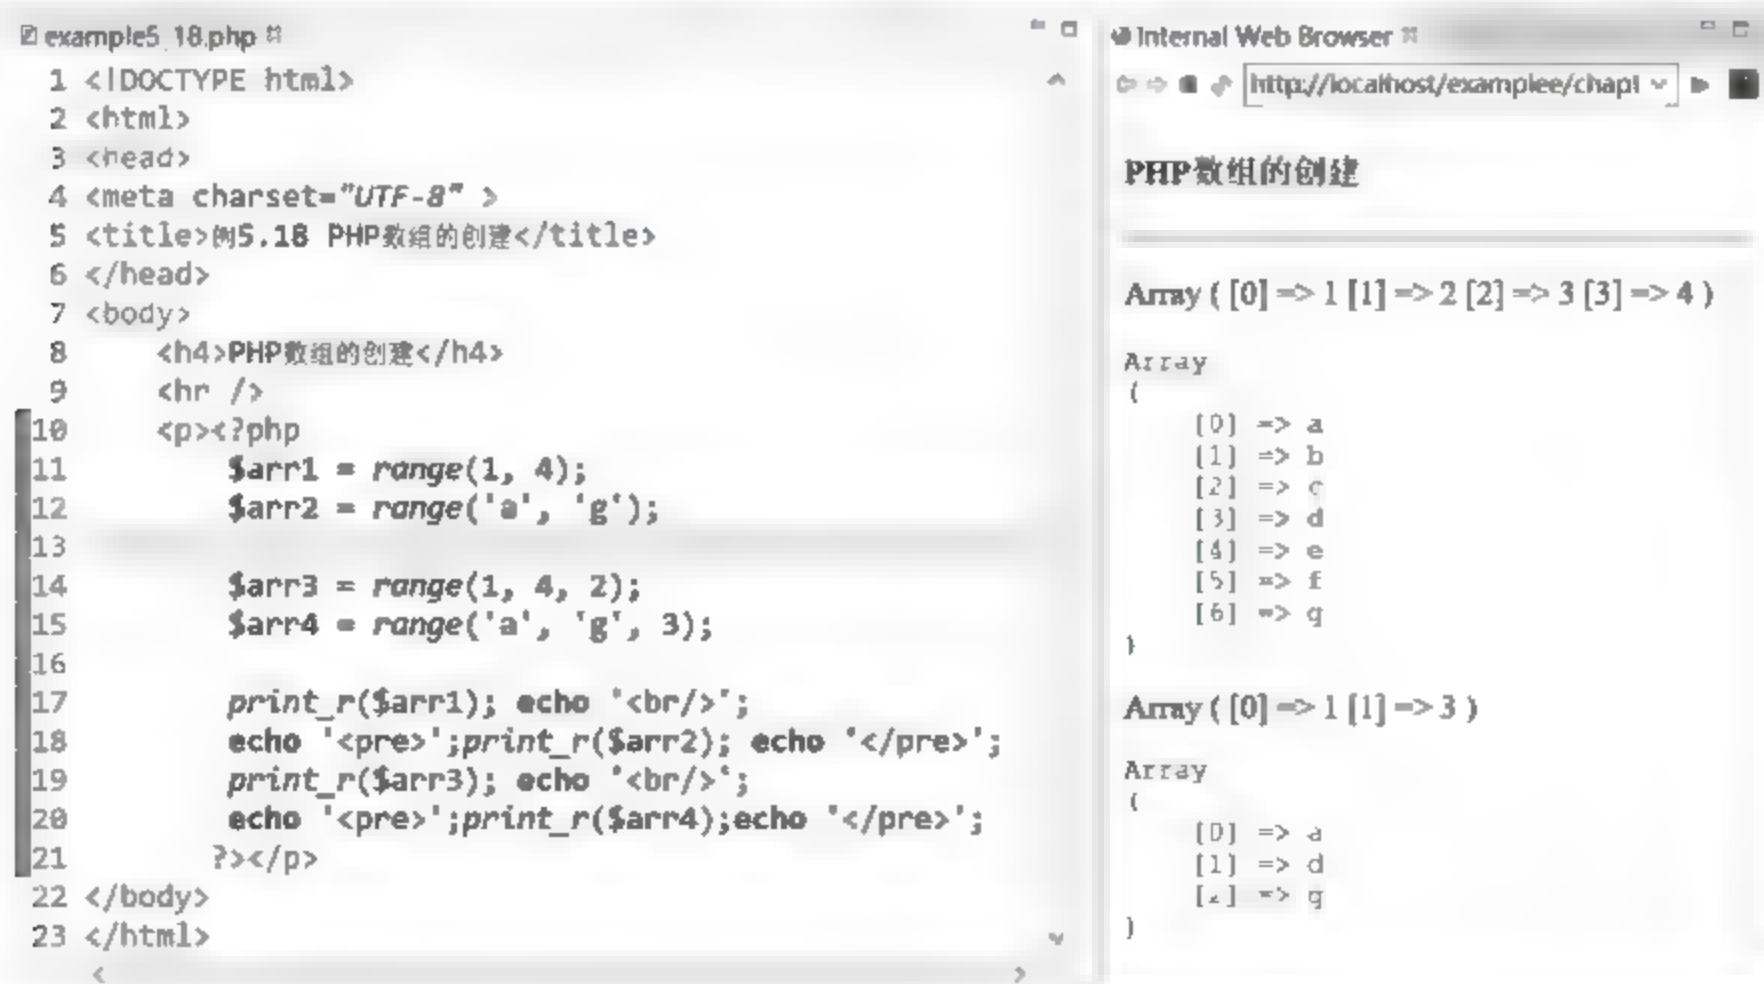 example5_18.php
1 <!DOCTYPE html>
2 <html>
3 <head>
4 <meta charset="UTF-8" >
5 <title>例5.18 PHP数组的创建</title>
6 </head>
7 <body>
8 <h4>PHP数组的创建</h4>
9 <hr />
10 <p><?php
11 $arr1 = range(1, 4);
12 $arr2 = range('a', 'g');
13
14 $arr3 = range(1, 4, 2);
15 $arr4 = range('a', 'g', 3);
16
17 print_r($arr1); echo '<br/>';
18 echo '<pre>';print_r($arr2); echo '</pre>';
19 print_r($arr3); echo '<br/>';
20 echo '<pre>';print_r($arr4);echo '</pre>';
21 ?></p>
22 </body>
23 </html>
Internal Web Browser
http://localhost/examplee/chapt
PHP数组的创建
Array ( [0] => 1 [1] => 2 [2] => 3 [3] => 4 )
Array
(
[0] => a
[1] => b
[2] => c
[3] => d
[4] => e
[5] => f
[6] => g
)
Array ( [0] => 1 [1] => 3 )
Array
(
[0] => a
[1] => d
[2] => g
)